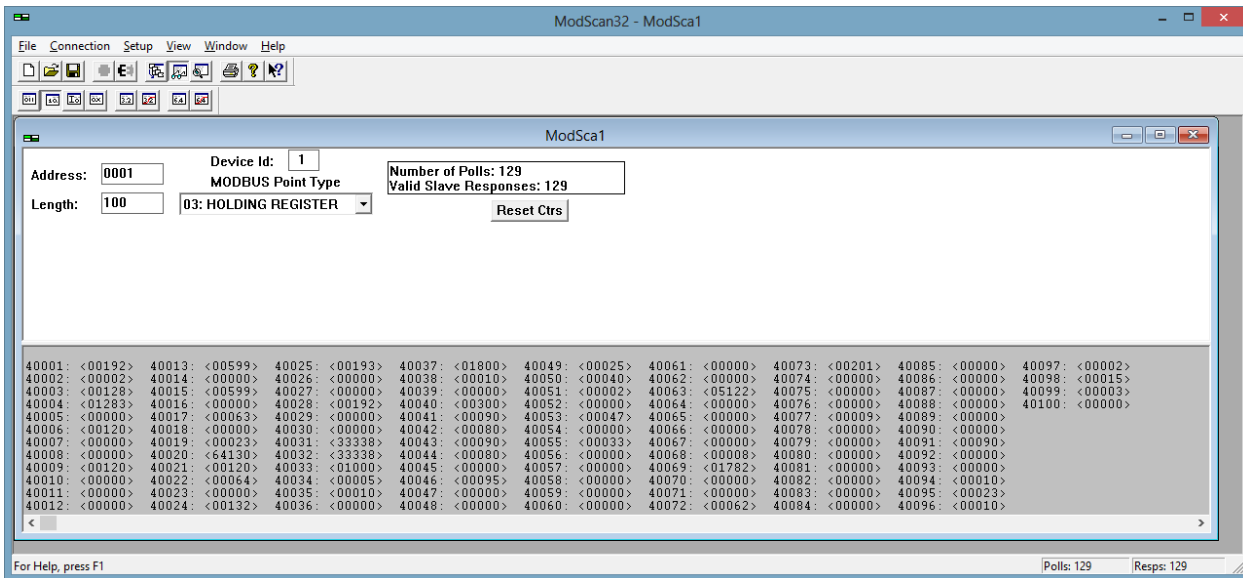 ModScan32 - ModSca1
File Connection Setup View Window Help
ModSca1
Address: 0001
Device Id: 1
MODBUS Point Type
Length: 100
03: HOLDING REGISTER
Number of Polls: 129
Valid Slave Responses: 129
Reset Ctrs
40001: <00192> 40013: <00599> 40025: <00193> 40037: <01800> 40049: <00025> 40061: <00000> 40073: <00201> 40085: <00000> 40097: <00002>
40002: <00002> 40014: <00000> 40026: <00000> 40038: <00010> 40050: <00040> 40062: <00000> 40074: <00000> 40086: <00000> 40098: <00015>
40003: <00128> 40015: <00599> 40027: <00000> 40039: <00000> 40051: <00002> 40063: <05122> 40075: <00000> 40087: <00000> 40099: <00003>
40004: <01283> 40016: <00000> 40028: <00192> 40040: <00300> 40052: <00000> 40064: <00000> 40076: <00000> 40088: <00000> 40100: <00000>
40005: <00000> 40017: <00063> 40029: <00000> 40041: <00090> 40053: <00047> 40065: <00000> 40077: <00009> 40089: <00000>
40006: <00120> 40018: <00000> 40030: <00000> 40042: <00080> 40054: <00000> 40066: <00000> 40078: <00000> 40090: <00000>
40007: <00000> 40019: <00023> 40031: <33338> 40043: <00090> 40055: <00033> 40067: <00000> 40079: <00000> 40091: <00090>
40008: <00000> 40020: <64130> 40032: <33338> 40044: <00080> 40056: <00000> 40068: <00008> 40080: <00000> 40092: <00000>
40009: <00120> 40021: <00120> 40033: <01000> 40045: <00000> 40057: <00000> 40069: <01782> 40081: <00000> 40093: <00000>
40010: <00000> 40022: <00064> 40034: <00005> 40046: <00095> 40058: <00000> 40070: <00000> 40082: <00000> 40094: <00010>
40011: <00000> 40023: <00000> 40035: <00010> 40047: <00000> 40059: <00000> 40071: <00000> 40083: <00000> 40095: <00023>
40012: <00000> 40024: <00132> 40036: <00000> 40048: <00000> 40060: <00000> 40072: <00062> 40084: <00000> 40096: <00010>
For Help, press F1
Polls: 129
Resps: 129